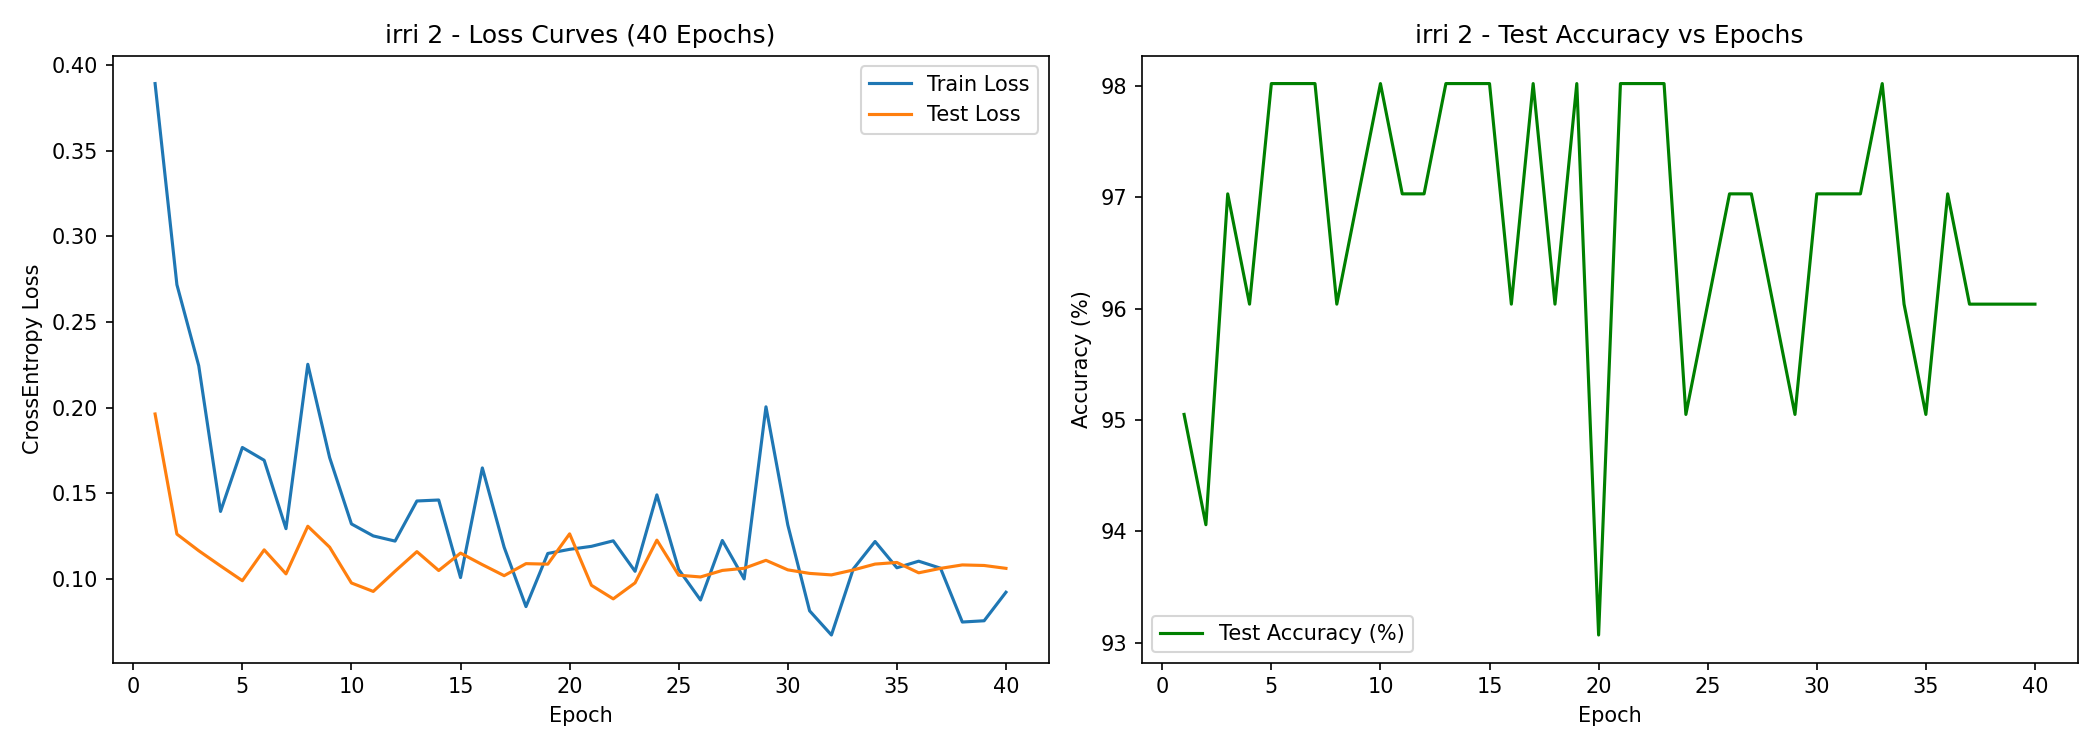 irri 2 - Loss Curves (40 Epochs)
CrossEntropy Loss
0.40
0.35
0.30
0.25
0.20
0.15
0.10
Train Loss
Test Loss
0 5 10 15 20 25 30 35 40
Epoch
irri 2 - Test Accuracy vs Epochs
Accuracy (%)
98
97
96
95
94
93
Test Accuracy (%)
0 5 10 15 20 25 30 35 40
Epoch